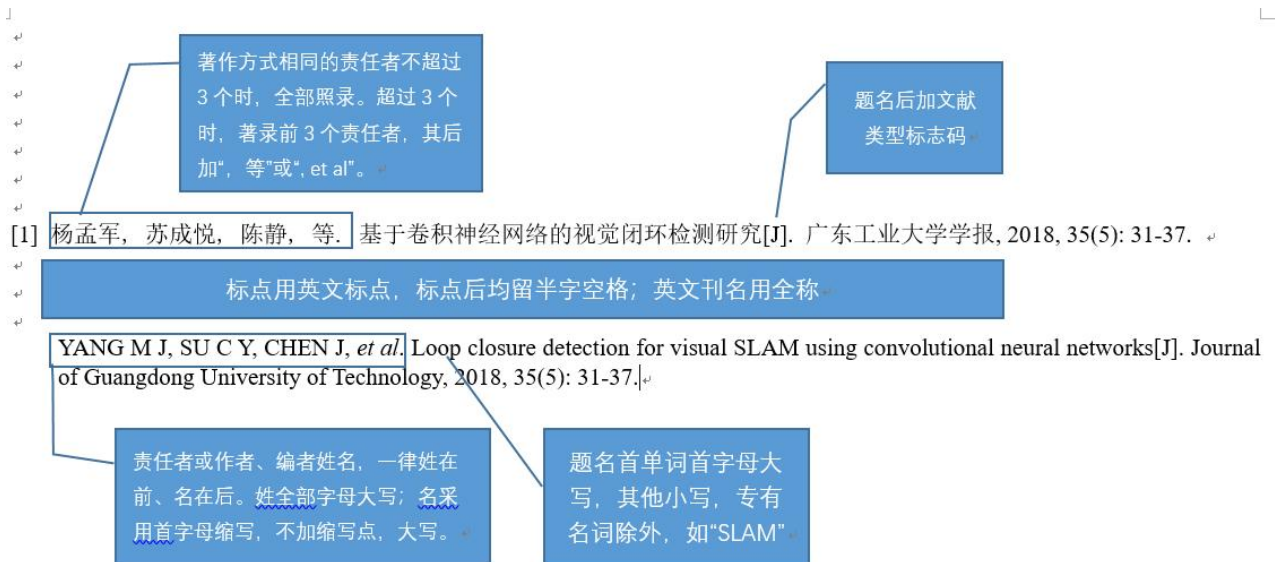 著作方式相同的责任者不超过
3个时，全部照录。超过3个
时，著录前3个责任者，其后
加“，等”或“, et al”。
题名后加文献
类型标志码
[1] 杨孟军, 苏成悦, 陈静, 等. 基于卷积神经网络的视觉闭环检测研究[J]. 广东工业大学学报, 2018, 35(5): 31-37.
标点用英文标点，标点后均留半字空格；英文刊名用全称
YANG M J, SU C Y, CHEN J, et al. Loop closure detection for visual SLAM using convolutional neural networks[J]. Journal
of Guangdong University of Technology, 2018, 35(5): 31-37.
责任者或作者、编者姓名，一律姓在
前、名在后。姓全部字母大写；名采
用首字母缩写，不加缩写点，大写。
题名首单词首字母大
写，其他小写，专有
名词除外，如“SLAM”